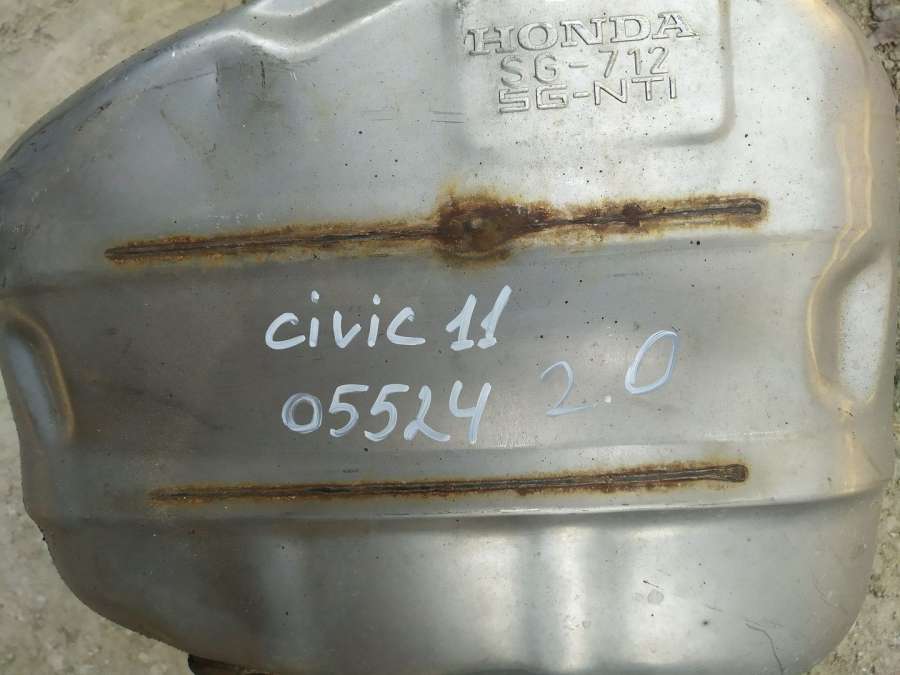 HONDA
SG-712
5G-NTI
civic 11
05524 2.0